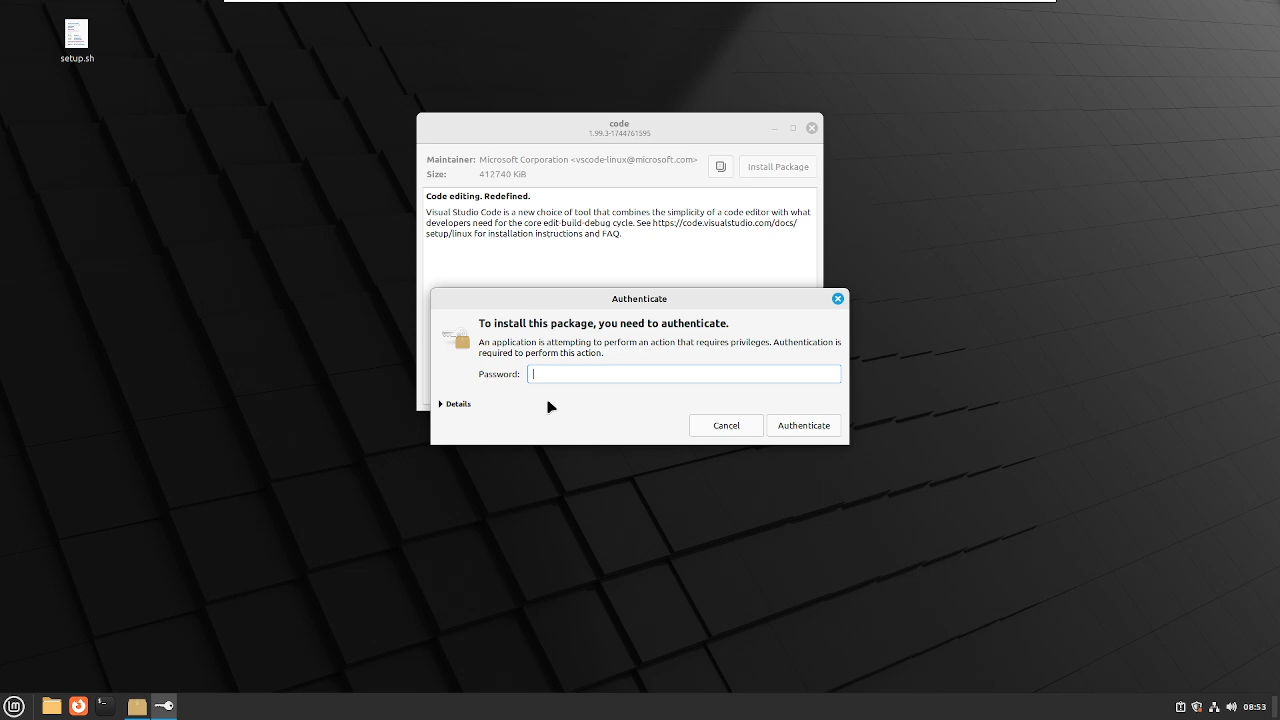 setup.sh
code
1.99.3-1744761595
Maintainer: Microsoft Corporation <vscode-linux@microsoft.com>
Install Package
Size: 412740 KiB
Code editing. Redefined.
Visual Studio Code is a new choice of tool that combines the simplicity of a code editor with what
developers need for the core edit-build-debug cycle. See https://code.visualstudio.com/docs/
setup/linux for installation instructions and FAQ.
Authenticate
To install this package, you need to authenticate.
An application is attempting to perform an action that requires privileges. Authentication is
required to perform this action.
Password:
Details
Cancel
Authenticate
08:53